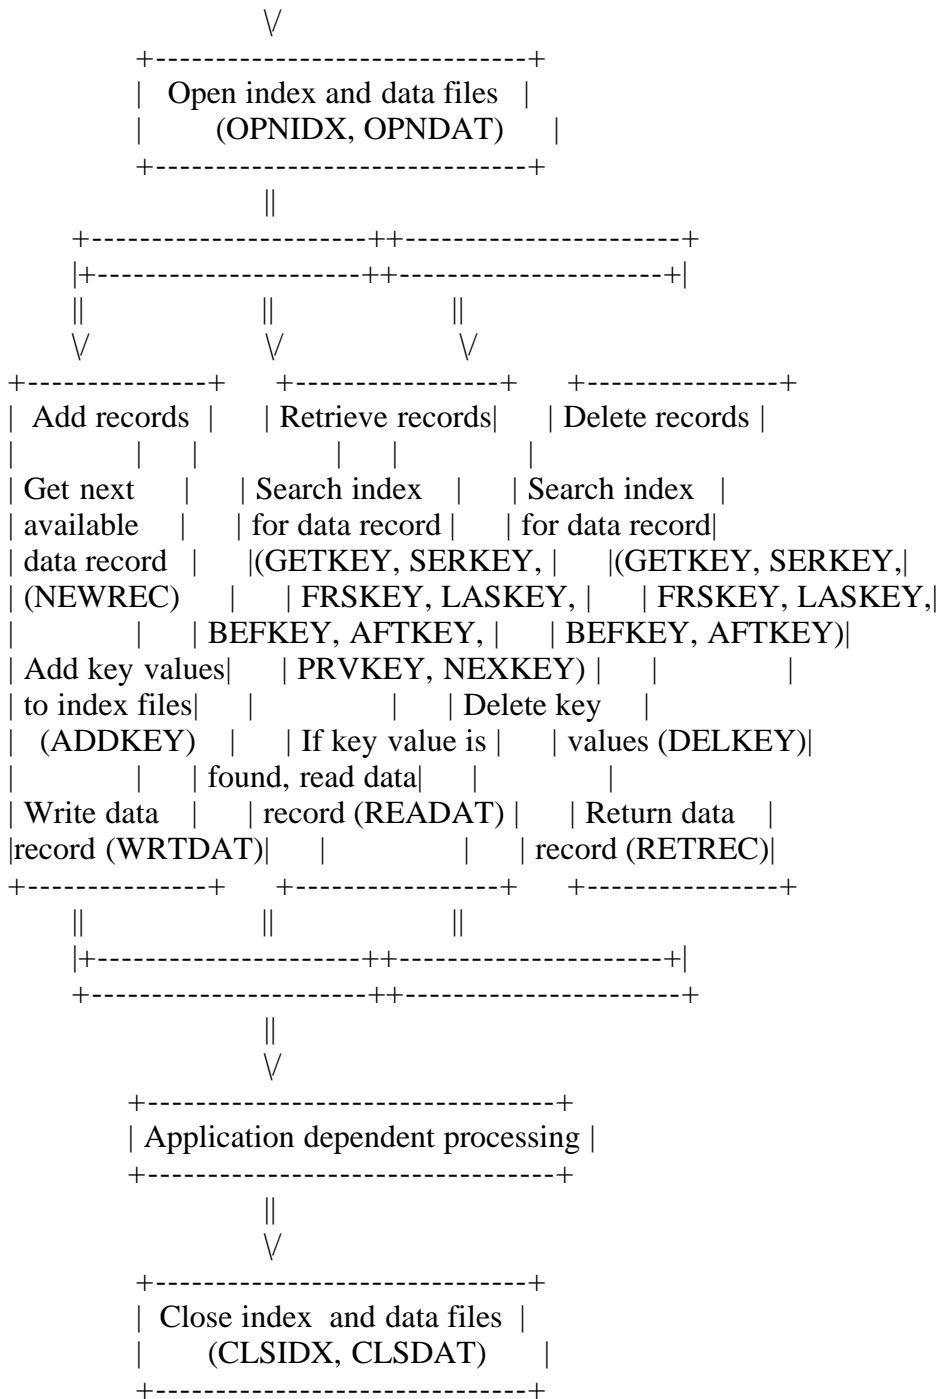 \/
+-------------------------------+
| Open index and data files |
| (OPNIDX, OPNDAT) |
+-------------------------------+
||
+-----------------------++-----------------------+
|+----------------------++----------------------+|
|| || ||
\/ \/ \/
+---------------+ +-----------------+ +----------------+
| Add records | | Retrieve records| | Delete records |
| | | | | |
| Get next | | Search index | | Search index |
| available | | for data record | | for data record|
| data record | |(GETKEY, SERKEY, | |(GETKEY, SERKEY,|
| (NEWREC) | | FRSKEY, LASKEY, | | FRSKEY, LASKEY,|
| | | BEFKEY, AFTKEY, | | BEFKEY, AFTKEY)|
| Add key values| | PRVKEY, NEXKEY) | | |
| to index files| | | | Delete key |
| (ADDKEY) | | If key value is | | values (DELKEY)|
| | | found, read data| | |
| Write data | | record (READAT) | | Return data |
|record (WRTDAT)| | | | record (RETREC)|
+---------------+ +-----------------+ +----------------+
|| || ||
|+----------------------++----------------------+|
+-----------------------++-----------------------+
||
\/
+----------------------------------+
| Application dependent processing |
+----------------------------------+
||
\/
+-------------------------------+
| Close index and data files |
| (CLSIDX, CLSDAT) |
+-------------------------------+